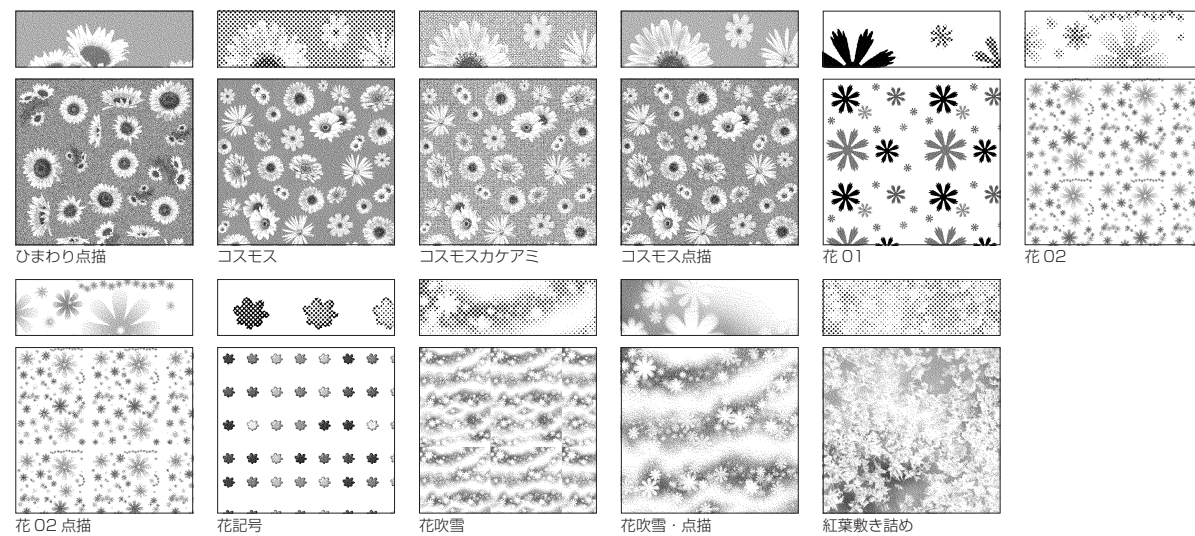 ひまわり点描
コスモス
コスモスカケアミ
コスモス点描
花 01
花 02
花 02 点描
花記号
花吹雪
花吹雪・点描
紅葉敷き詰め